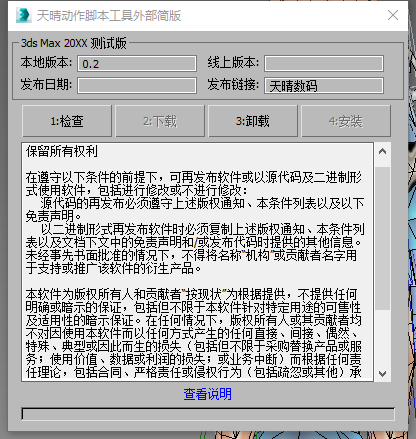 天晴动作脚本工具外部简版
3ds Max 20XX 测试版
本地版本: 0.2 线上版本:
发布日期: 发布链接: 天晴数码
1:检查 2:下载 3:卸载 4:安装
保留所有权利
在遵守以下条件的前提下，可再发布软件或以源代码及二进制形
式使用软件，包括进行修改或不进行修改:
源代码的再发布必须遵守上述版权通知、本条件列表以及以下
免责声明。
以二进制形式再发布软件时必须复制上述版权通知、本条件列
表以及文档下文中的免责声明和/或发布代码时提供的其他信息。
未经事先书面批准的情况下，不得将名称"机构"或贡献者名字用
于支持或推广该软件的衍生产品。
本软件为版权所有人和贡献者"按现状"为根据提供，不提供任何
明确或暗示的保证，包括但不限于本软件针对特定用途的可售性
及适用性的暗示保证。在任何情况下，版权所有人或其贡献者均
不对因使用本软件而以任何方式产生的任何直接、间接、偶然、
特殊、典型或因此而生的损失（包括但不限于采购替换产品或服
务；使用价值、数据或利润的损失；或业务中断）而根据任何责
任理论，包括合同、严格责任或侵权行为（包括疏忽或其他）承
查看说明